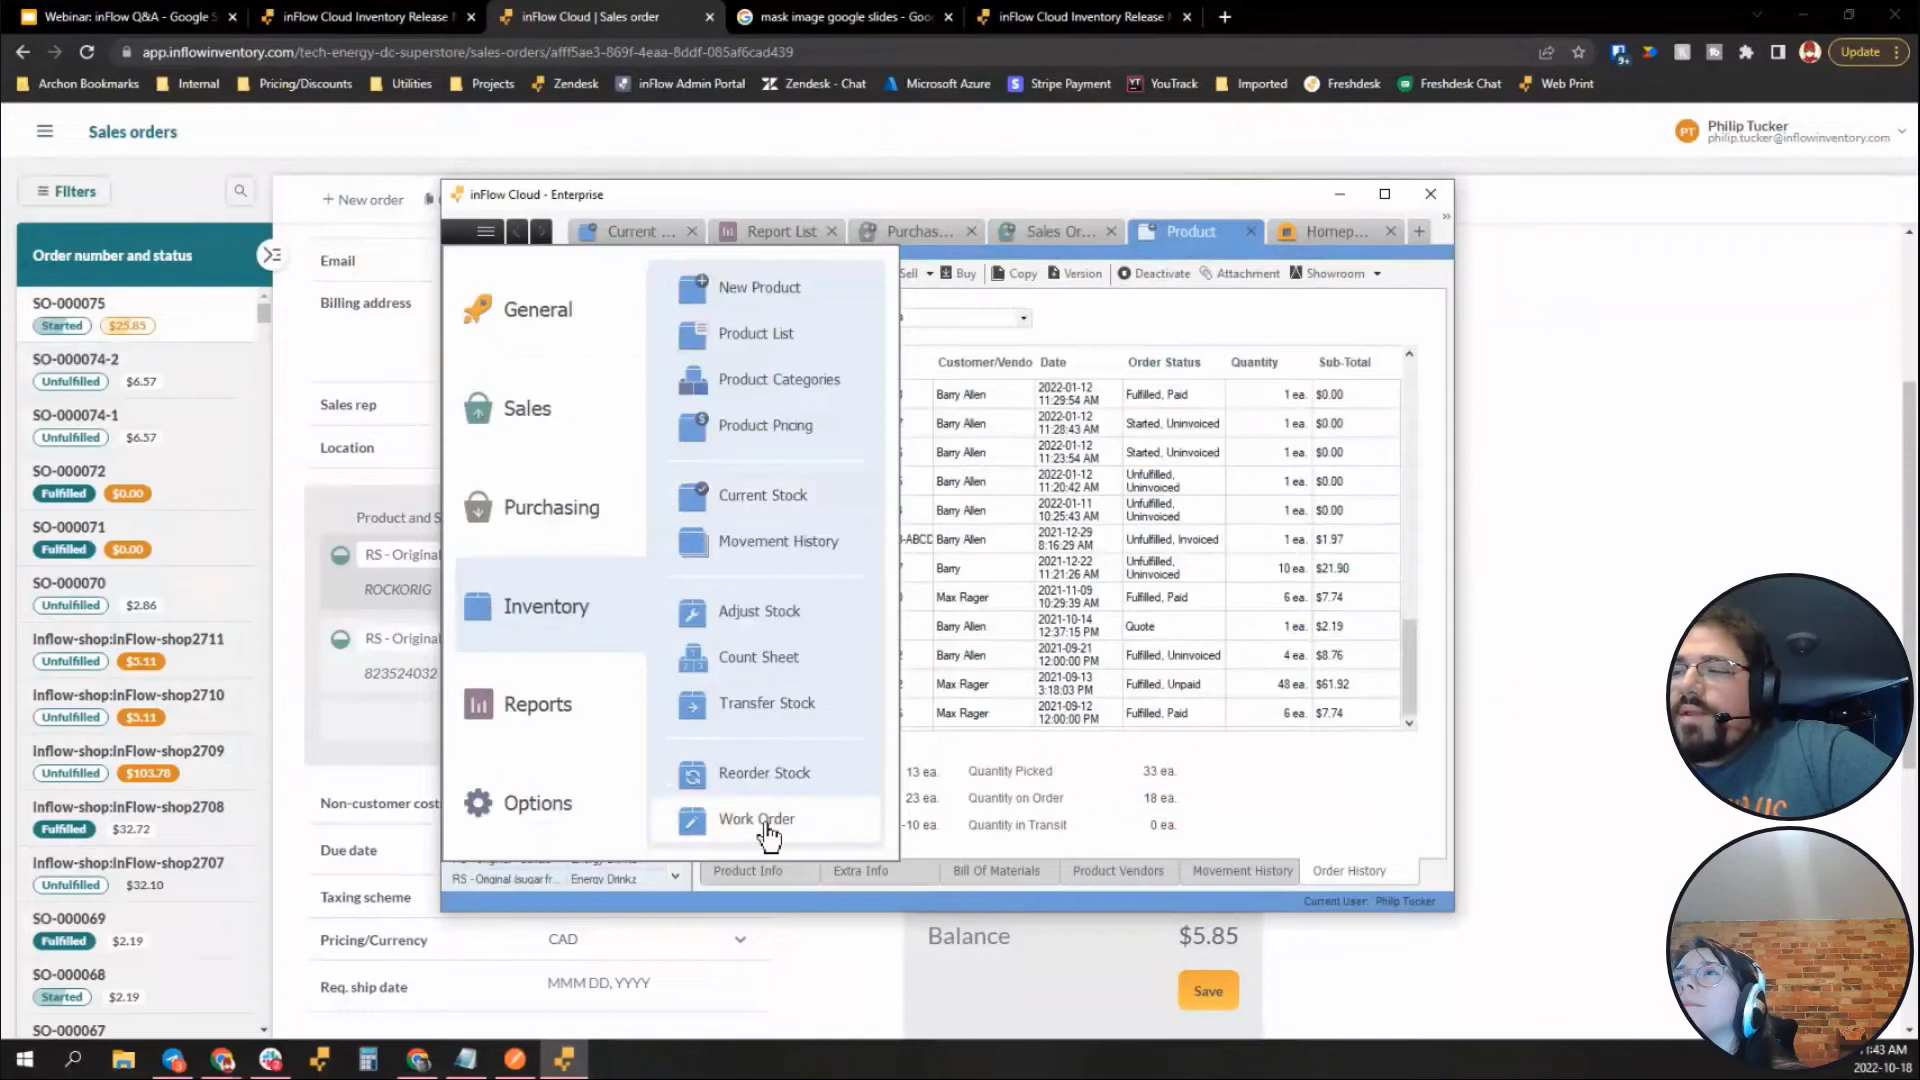 Webinar: inFlow Q&A - Google S
inFlow Cloud Inventory Release
inFlow Cloud | Sales order
mask image google slides - Goo
inFlow Cloud Inventory Release
app.inflowinventory.com/tech-energy-dc-superstore/sales-orders/afff5ae3-869f-4eaa-8ddf-085af6cad439
9+
Update
Archon Bookmarks
Internal
Pricing/Discounts
Utilities
Projects
Zendesk
inFlow Admin Portal
Zendesk - Chat
Microsoft Azure
Stripe Payment
YouTrack
Imported
Freshdesk
Freshdesk Chat
Web Print
Sales orders
PT
Philip Tucker
philip.tucker@inflowinventory.com
Filters
Order number and status
SO-000075
Started $25.85
SO-000074-2
Unfulfilled $6.57
SO-000074-1
Unfulfilled $6.57
SO-000072
Fulfilled $0.00
SO-000071
Fulfilled $0.00
SO-000070
Unfulfilled $2.86
inflow-shop:inFlow-shop2711
Unfulfilled $5.11
inflow-shop:inFlow-shop2710
Unfulfilled $5.11
inflow-shop:inFlow-shop2709
Unfulfilled $103.78
inflow-shop:inFlow-shop2708
Fulfilled $32.72
inflow-shop:inFlow-shop2707
Unfulfilled $32.10
SO-000069
Fulfilled $2.19
SO-000068
Started $2.19
SO-000067
+ New order
Email
Billing address
Sales rep
Location
Product and S
RS - Original
ROCKORIG
RS - Original
823524032
Non-customer cost
Due date
Taxing scheme
Pricing/Currency CAD
Req. ship date MMM DD, YYYY
Balance $5.85
Save
inFlow Cloud - Enterprise
Current ...
Report List
Purchas...
Sales Or...
Product
Homep...
Sell
Buy
Copy
Version
Deactivate
Attachment
Showroom
General
Sales
Purchasing
Inventory
Reports
Options
New Product
Product List
Product Categories
Product Pricing
Current Stock
Movement History
Adjust Stock
Count Sheet
Transfer Stock
Reorder Stock
Work Order
Customer/Vendo Date Order Status Quantity Sub-Total
Barry Allen 2022-01-12 11:29:54 AM Fulfilled, Paid 1 ea. $0.00
Barry Allen 2022-01-12 11:28:43 AM Started, Uninvoiced 1 ea. $0.00
Barry Allen 2022-01-12 11:23:54 AM Started, Uninvoiced 1 ea. $0.00
Barry Allen 2022-01-12 11:20:42 AM Unfulfilled, Uninvoiced 1 ea. $0.00
Barry Allen 2022-01-11 10:25:43 AM Unfulfilled, Uninvoiced 1 ea. $0.00
-ABCD Barry Allen 2021-12-29 8:16:29 AM Unfulfilled, Invoiced 1 ea. $1.97
Barry 2021-12-22 11:21:26 AM Unfulfilled, Uninvoiced 10 ea. $21.90
Max Rager 2021-11-09 10:29:39 AM Fulfilled, Paid 6 ea. $7.74
Barry Allen 2021-10-14 12:37:15 PM Quote 1 ea. $2.19
Barry Allen 2021-09-21 12:00:00 PM Fulfilled, Uninvoiced 4 ea. $8.76
Max Rager 2021-09-13 3:18:03 PM Fulfilled, Unpaid 48 ea. $61.92
Max Rager 2021-09-12 12:00:00 PM Fulfilled, Paid 6 ea. $7.74
13 ea. Quantity Picked 33 ea.
23 ea. Quantity on Order 18 ea.
-10 ea. Quantity in Transit 0 ea.
RS - Original (sugar fr... Energy Drinkz
Product Info
Extra Info
Bill Of Materials
Product Vendors
Movement History
Order History
Current User: Philip Tucker
:43 AM
2022-10-18